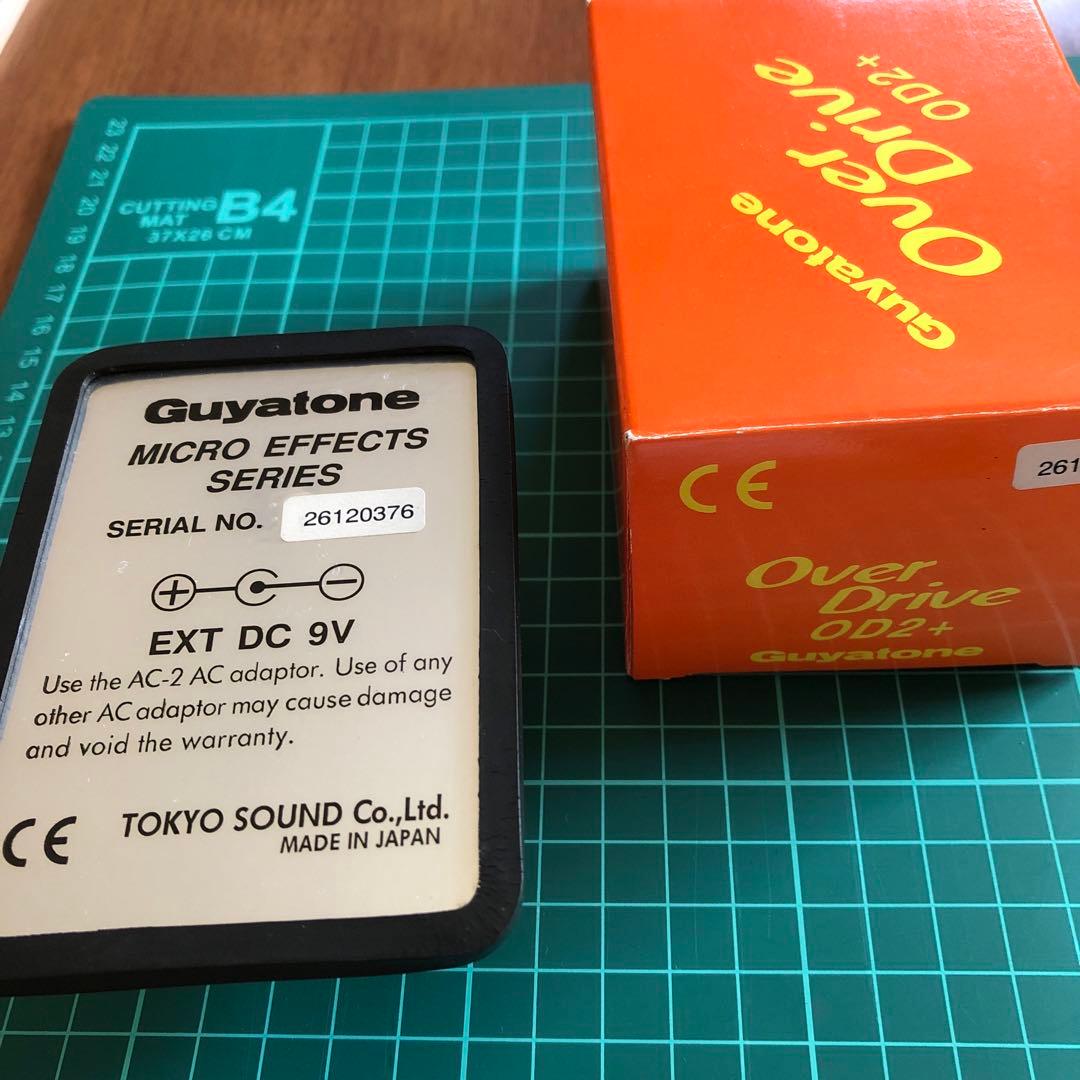 23
22
21
20
19
18
17
16
15
14
13
CUTTING
MAT
B4
37X26 CM
Guyatone
MICRO EFFECTS
SERIES
SERIAL NO. 26120376
+ −
EXT DC 9V
Use the AC-2 AC adaptor. Use of any
other AC adaptor may cause damage
and void the warranty.
CE
TOKYO SOUND Co.,Ltd.
MADE IN JAPAN
Guyatone
Over
Drive
OD2+
CE
261
Over
Drive
OD2+
Guyatone